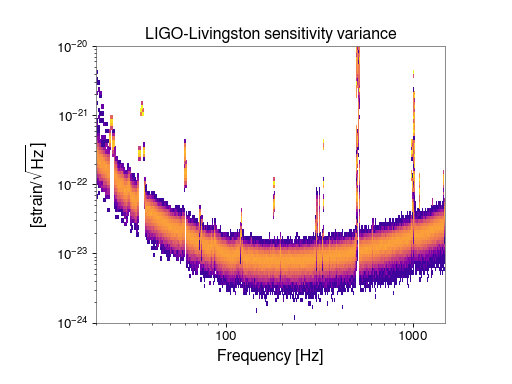 LIGO-Livingston sensitivity variance
10⁻²⁰
10⁻²¹
10⁻²²
10⁻²³
10⁻²⁴
[strain/√Hz]
100
1000
Frequency [Hz]